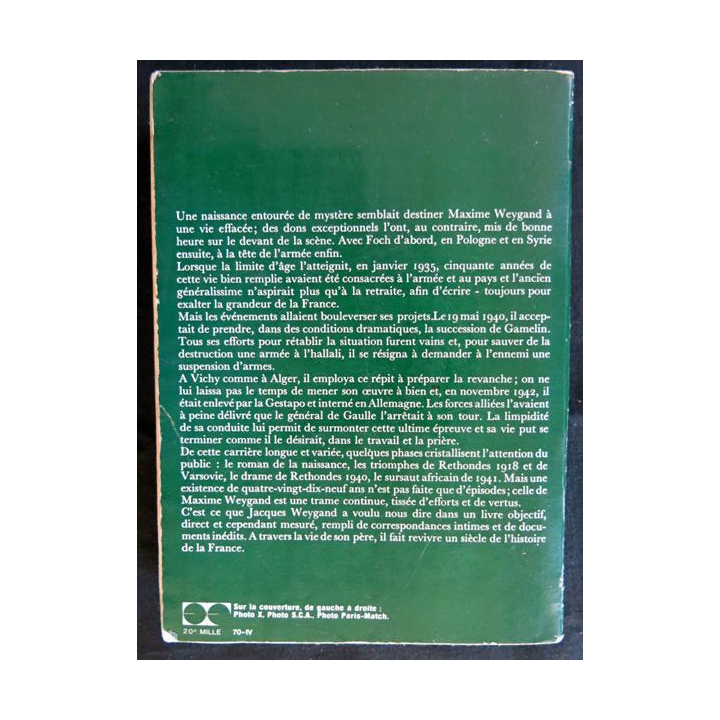 Une naissance entourée de mystère semblait destiner Maxime Weygand à
une vie effacée; des dons exceptionnels l'ont, au contraire, mis de bonne
heure sur le devant de la scène. Avec Foch d'abord, en Pologne et en Syrie
ensuite, à la tête de l'armée enfin.
Lorsque la limite d'âge l'atteignit, en janvier 1935, cinquante années de
cette vie bien remplie avaient été consacrées à l'armée et au pays et l'ancien
généralissime n'aspirait plus qu'à la retraite, afin d'écrire - toujours pour
exalter la grandeur de la France.
Mais les événements allaient bouleverser ses projets.Le 19 mai 1940, il accep-
tait de prendre, dans des conditions dramatiques, la succession de Gamelin.
Tous ses efforts pour rétablir la situation furent vains et, pour sauver de la
destruction une armée à l'hallali, il se résigna à demander à l'ennemi une
suspension d'armes.
A Vichy comme à Alger, il employa ce répit à préparer la revanche; on ne
lui laissa pas le temps de mener son œuvre à bien et, en novembre 1942, il
était enlevé par la Gestapo et interné en Allemagne. Les forces alliées l'avaient
à peine délivré que le général de Gaulle l'arrêtait à son tour. La limpidité
de sa conduite lui permit de surmonter cette ultime épreuve et sa vie put se
terminer comme il le désirait, dans le travail et la prière.
De cette carrière longue et variée, quelques phases cristallisent l'attention du
public : le roman de la naissance, les triomphes de Rethondes 1918 et de
Varsovie, le drame de Rethondes 1940, le sursaut africain de 1941. Mais une
existence de quatre-vingt-dix-neuf ans n'est pas faite que d'épisodes; celle de
Maxime Weygand est une trame continue, tissée d'efforts et de vertus.
C'est ce que Jacques Weygand a voulu nous dire dans un livre objectif,
direct et cependant mesuré, rempli de correspondances intimes et de docu-
ments inédits. A travers la vie de son père, il fait revivre un siècle de l'histoire
de la France.
Sur la couverture, de gauche à droite :
Photo X, Photo S.C.A., Photo Paris-Match.
20e MILLE 70-IV